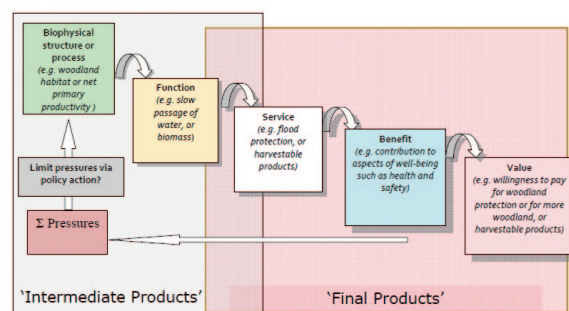 Biophysical
structure or
process
(e.g. woodland
habitat or net
primary
productivity )
Function
(e.g. slow
passage of
water, or
biomass)
Service
(e.g. flood
protection, or
harvestable
products)
Benefit
(e.g. contribution to
aspects of well-being
such as health and
safety)
Value
(e.g. willingness to pay
for woodland
protection or for more
woodland, or
harvestable products)
Limit pressures via
policy action?
Σ Pressures
‘Intermediate Products’
‘Final Products’